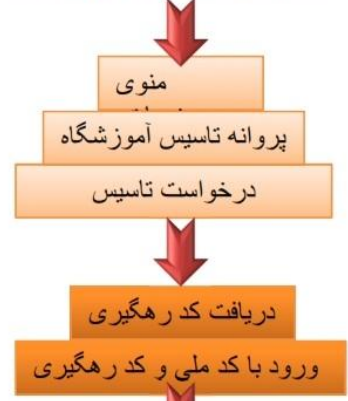 منوی
پروانه تاسیس آموزشگاه
درخواست تاسیس
دریافت کد رهگیری
ورود با کد ملی و کد رهگیری